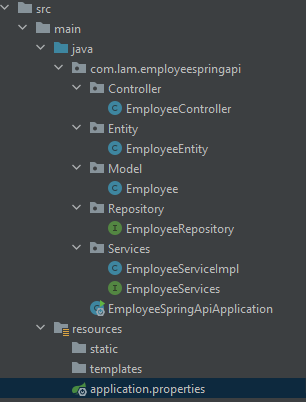 src
main
java
com.lam.employeespringapi
Controller
EmployeeController
Entity
EmployeeEntity
Model
Employee
Repository
EmployeeRepository
Services
EmployeeServiceImpl
EmployeeServices
EmployeeSpringApiApplication
resources
static
templates
application.properties